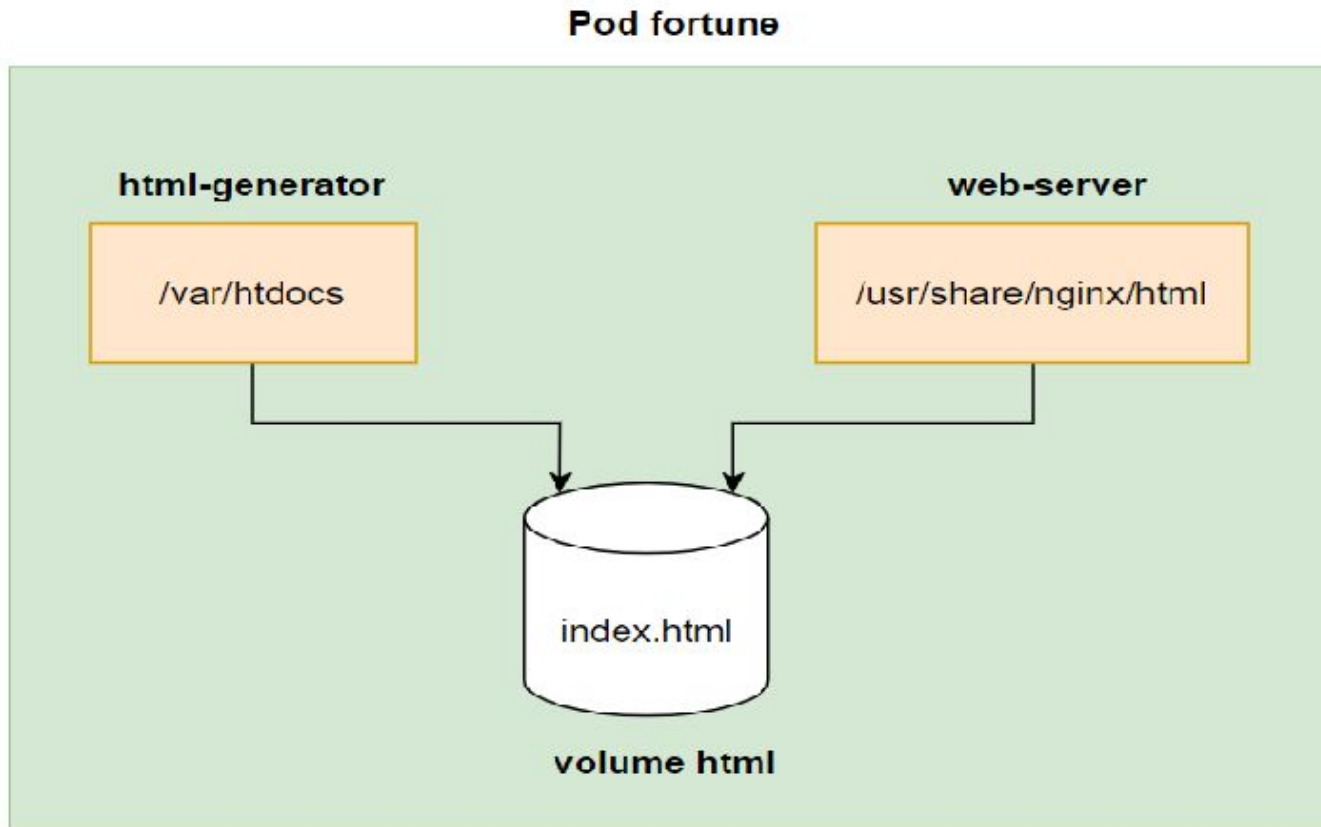 Pod fortune
html-generator
web-server
/var/htdocs
/usr/share/nginx/html
index.html
volume html